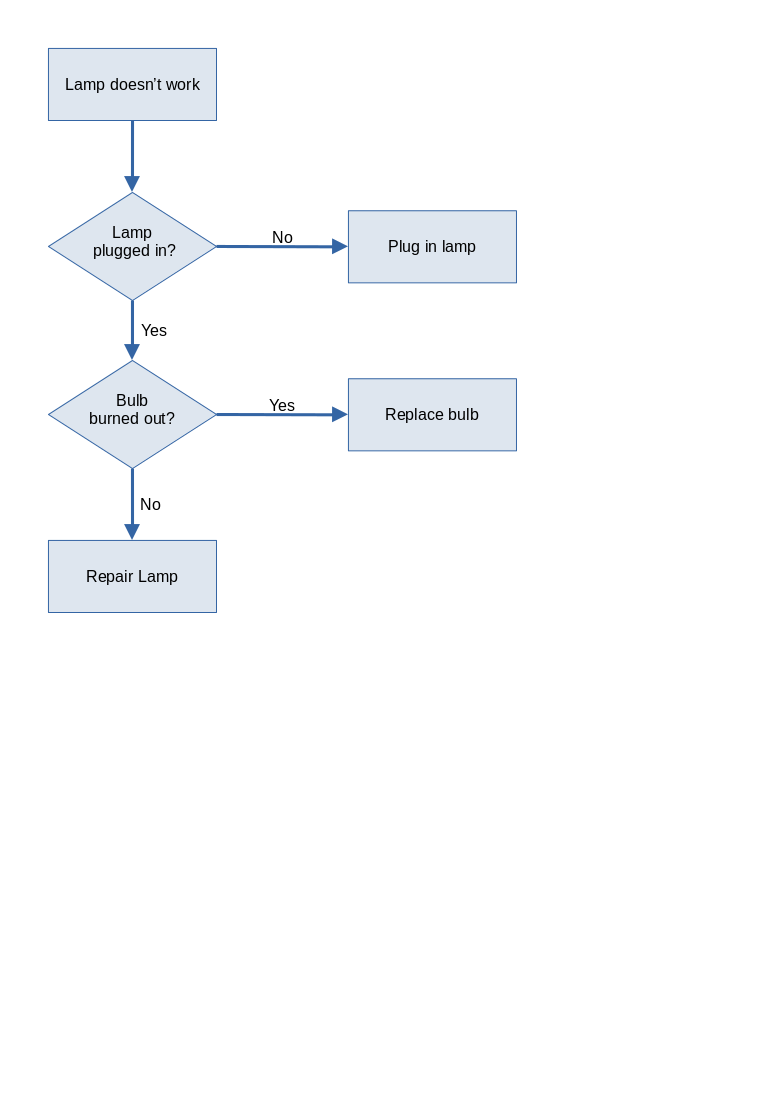 Lamp doesn't work
Lamp
plugged in?
No
Plug in lamp
Yes
Bulb
burned out?
Yes
Replace bulb
No
Repair Lamp